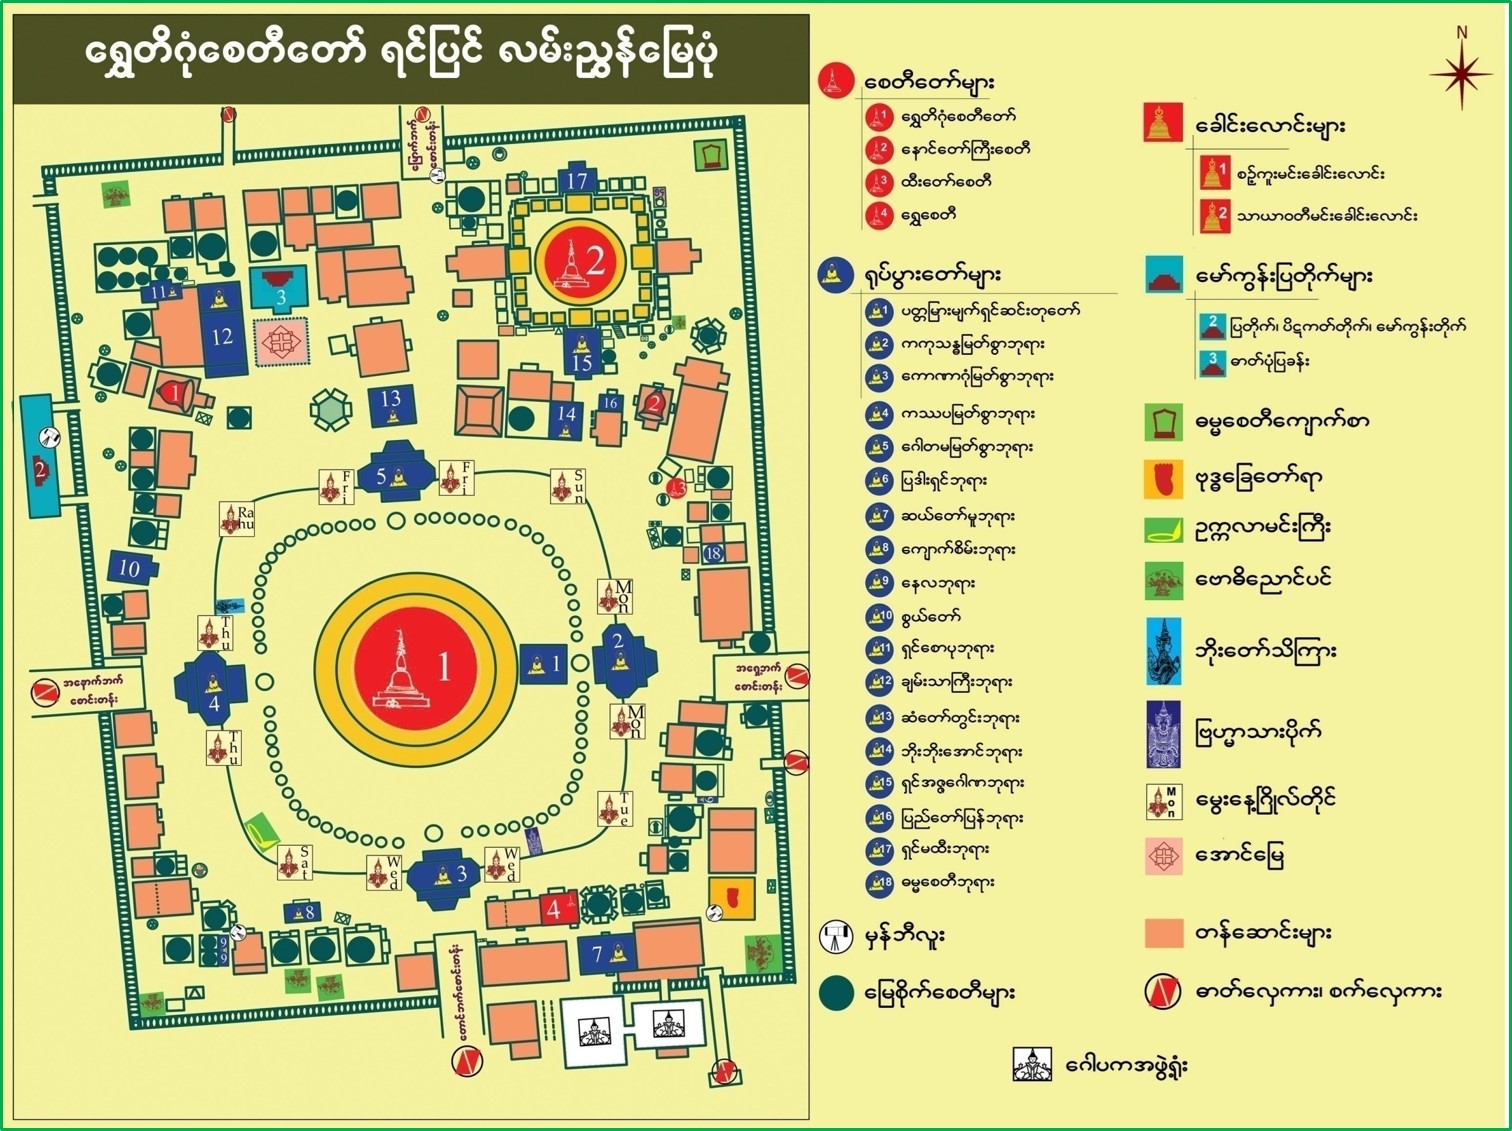 ရွှေတိဂုံစေတီတော် ရင်ပြင် လမ်းညွှန်မြေပုံ
N
စေတီတော်များ
1 ရွှေတိဂုံစေတီတော်
2 နောင်တော်ကြီးစေတီ
3 ထီးတော်စေတီ
4 ရွှေစေတီ
ရုပ်ပွားတော်များ
1 ပတ္တမြားမျက်ရှင်ဆင်းတုတော်
2 ကကုသန္ဓမြတ်စွာဘုရား
3 ကောဏာဂုံမြတ်စွာဘုရား
4 ကဿပမြတ်စွာဘုရား
5 ဂေါတမမြတ်စွာဘုရား
6 ပြဒါးရှင်ဘုရား
7 ဆယ်တော်မူဘုရား
8 ကျောက်စိမ်းဘုရား
9 နေလဘုရား
10 စွယ်တော်
11 ရှင်စောပုဘုရား
12 ချမ်းသာကြီးဘုရား
13 ဆံတော်တွင်းဘုရား
14 ဘိုးဘိုးအောင်ဘုရား
15 ရှင်အဇ္ဇဂေါဏဘုရား
16 ပြည်တော်ပြန်ဘုရား
17 ရှင်မထီးဘုရား
18 ဓမ္မစေတီဘုရား
မှန်ဘီလူး
မြေစိုက်စေတီများ
ခေါင်းလောင်းများ
1 စဉ့်ကူးမင်းခေါင်းလောင်း
2 သာယာဝတီမင်းခေါင်းလောင်း
မော်ကွန်းပြတိုက်များ
2 ပြတိုက်၊ ပိဋကတ်တိုက်၊ မော်ကွန်းတိုက်
3 ဓာတ်ပုံပြခန်း
ဓမ္မစေတီကျောက်စာ
ဗုဒ္ဓခြေတော်ရာ
ဥက္ကလာမင်းကြီး
ဗောဓိညောင်ပင်
ဘိုးတော်သိကြား
ဗြဟ္မာသားပိုက်
Mon မွေးနေ့ဂြိုလ်တိုင်
အောင်မြေ
တန်ဆောင်းများ
ဓာတ်လှေကား၊ စက်လှေကား
ဂေါပကအဖွဲ့ရုံး
မြောက်ဘက်
စောင်းတန်း
17
2
11
12
3
15
1
13
14
16
2
2
5
Fri
Fri
Sun
Rahu
3
18
10
Mon
Thu
1
1
2
အနောက်ဘက်
စောင်းတန်း
အရှေ့ဘက်
စောင်းတန်း
4
Mon
Thu
Tue
Sat
Wed
3
Wed
8
4
9
7
တောင်ဘက်စောင်းတန်း